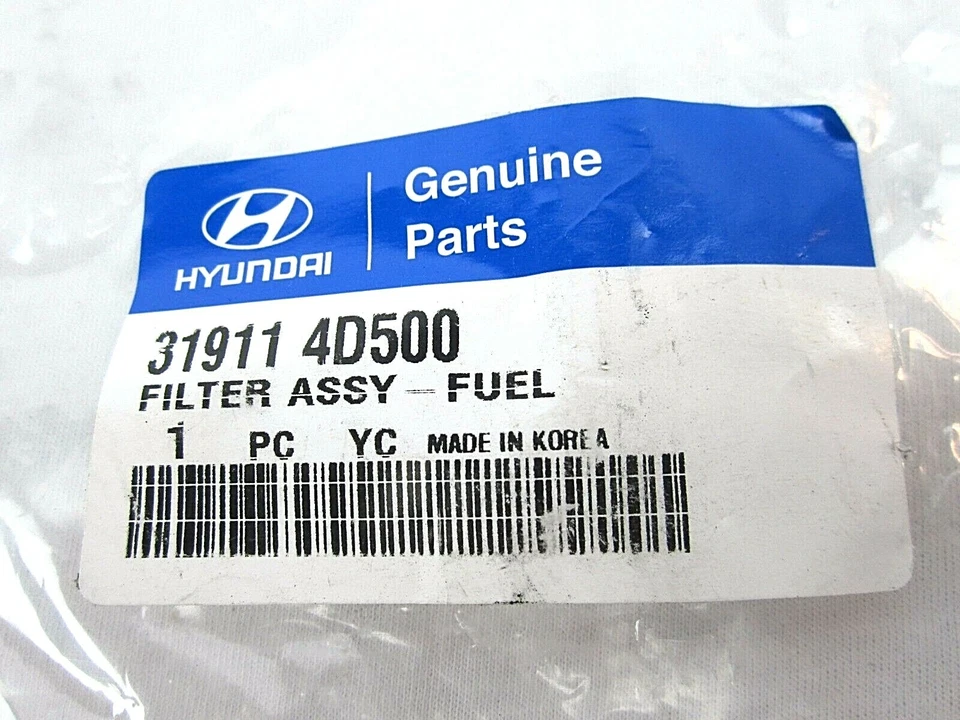 Genuine
Parts
HYUNDAI
31911 4D500
FILTER ASSY - FUEL
1 PC YC MADE IN KOREA